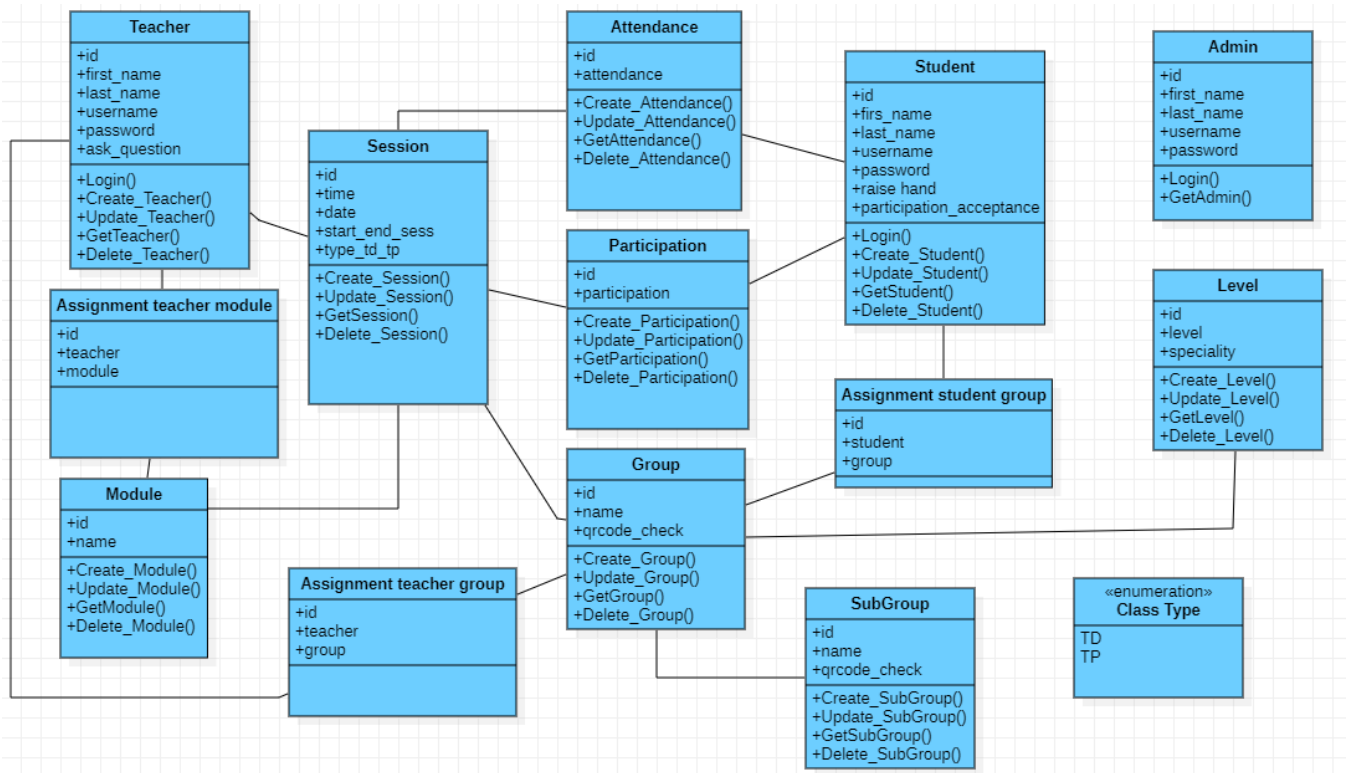 Teacher
+id
+first_name
+last_name
+username
+password
+ask_question
+Login()
+Create_Teacher()
+Update_Teacher()
+GetTeacher()
+Delete_Teacher()
Assignment teacher module
+id
+teacher
+module
Module
+id
+name
+Create_Module()
+Update_Module()
+GetModule()
+Delete_Module()
Session
+id
+time
+date
+start_end_sess
+type_td_tp
+Create_Session()
+Update_Session()
+GetSession()
+Delete_Session()
Assignment teacher group
+id
+teacher
+group
Attendance
+id
+attendance
+Create_Attendance()
+Update_Attendance()
+GetAttendance()
+Delete_Attendance()
Participation
+id
+participation
+Create_Participation()
+Update_Participation()
+GetParticipation()
+Delete_Participation()
Group
+id
+name
+qrcode_check
+Create_Group()
+Update_Group()
+GetGroup()
+Delete_Group()
Student
+id
+firs_name
+last_name
+username
+password
+raise hand
+participation_acceptance
+Login()
+Create_Student()
+Update_Student()
+GetStudent()
+Delete_Student()
Assignment student group
+id
+student
+group
SubGroup
+id
+name
+qrcode_check
+Create_SubGroup()
+Update_SubGroup()
+GetSubGroup()
+Delete_SubGroup()
Admin
+id
+first_name
+last_name
+username
+password
+Login()
+GetAdmin()
Level
+id
+level
+speciality
+Create_Level()
+Update_Level()
+GetLevel()
+Delete_Level()
«enumeration»
Class Type
TD
TP